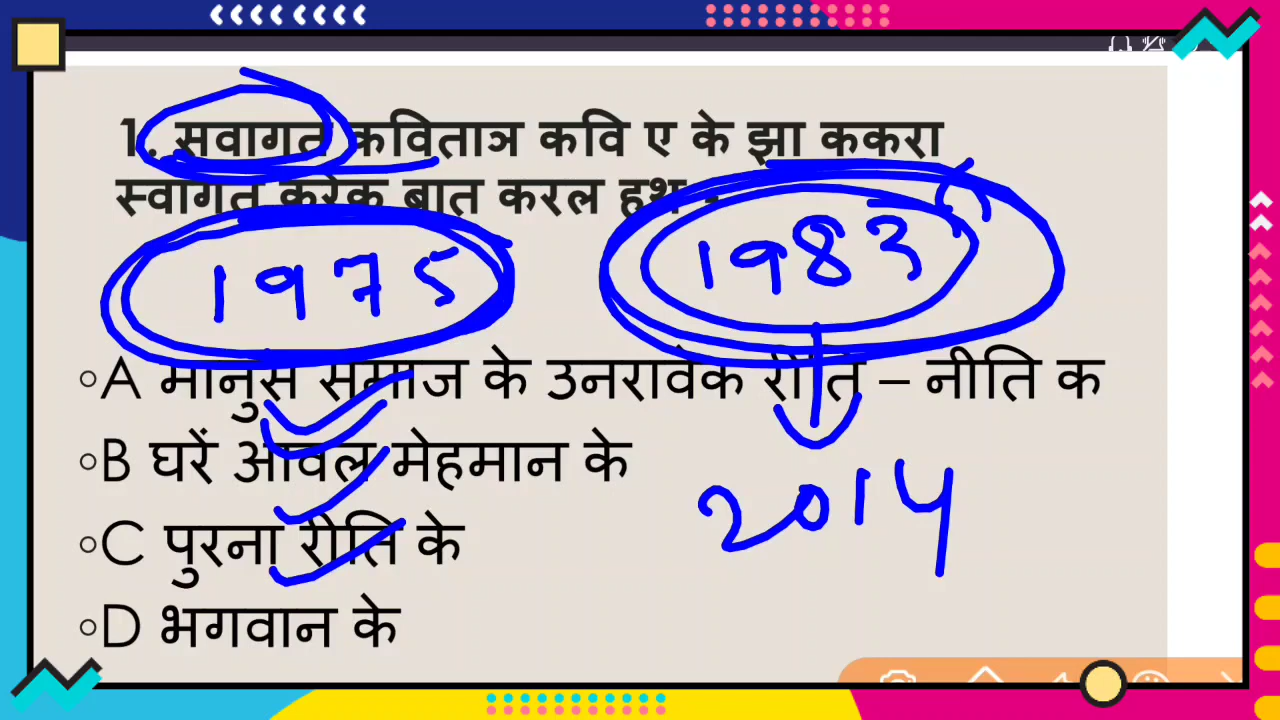 1. सवागत कविताञ कवि ए के झा ककरा
स्वागत करेक बात करल हथ
1975 1983
A मानुस समाज के उनरावेक रीति – नीति क
B घरें आवल मेहमान के
2014
C पुरना रीति के
D भगवान के